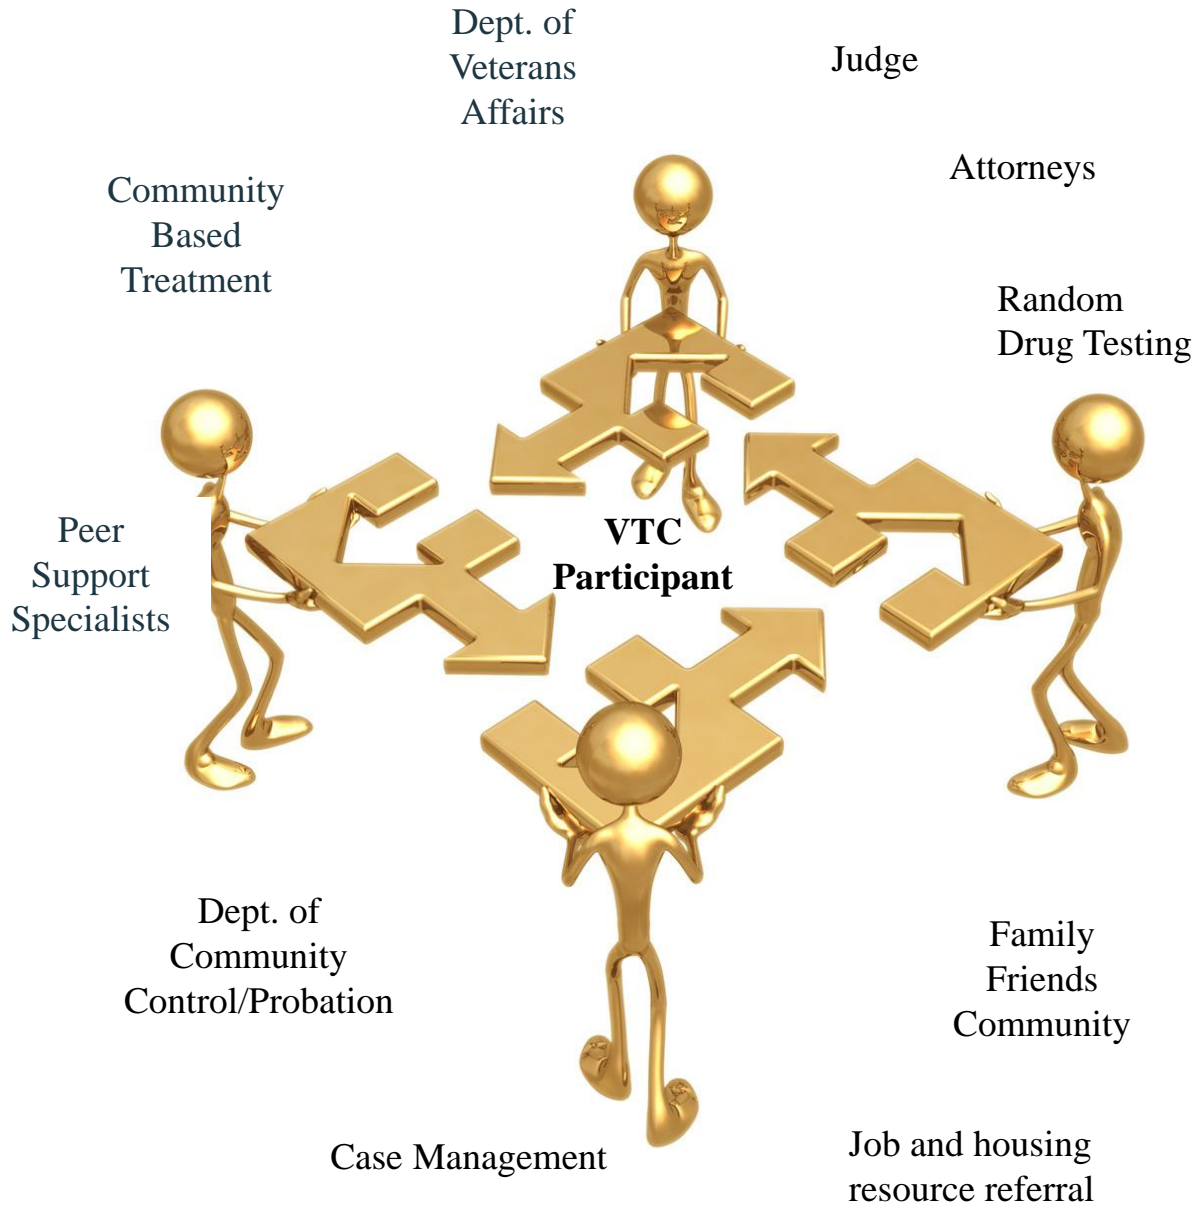 Dept. of
Veterans
Affairs
Judge
Attorneys
Community
Based
Treatment
Random
Drug Testing
Peer
Support
Specialists
VTC
Participant
Dept. of
Community
Control/Probation
Family
Friends
Community
Case Management
Job and housing
resource referral